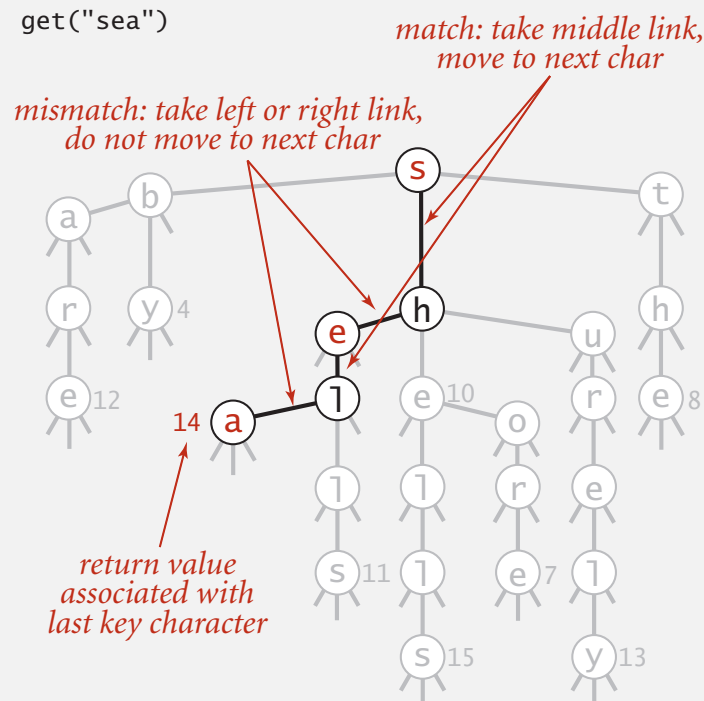 get("sea")
match: take middle link,
move to next char
mismatch: take left or right link,
do not move to next char
s
b
t
a
r
y 4
h
h
e
u
e 12
l
e 10
r
e 8
14 a
o
l
l
r
e
return value
associated with
last key character
s 11
l
e 7
l
s 15
y 13